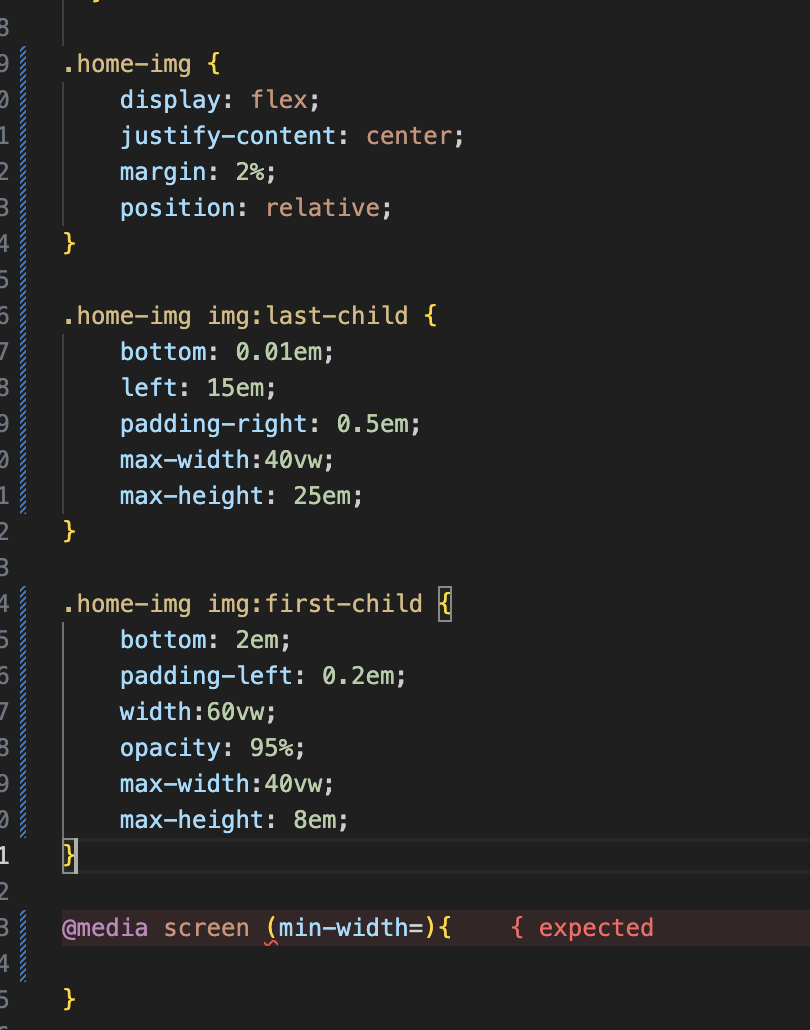 8
9 .home-img {
0 display: flex;
1 justify-content: center;
2 margin: 2%;
3 position: relative;
4 }
5
6 .home-img img:last-child {
7 bottom: 0.01em;
8 left: 15em;
9 padding-right: 0.5em;
0 max-width:40vw;
1 max-height: 25em;
2 }
3
4 .home-img img:first-child {
5 bottom: 2em;
6 padding-left: 0.2em;
7 width:60vw;
8 opacity: 95%;
9 max-width:40vw;
0 max-height: 8em;
1 }
2
3 @media screen (min-width=){ { expected
4
5 }